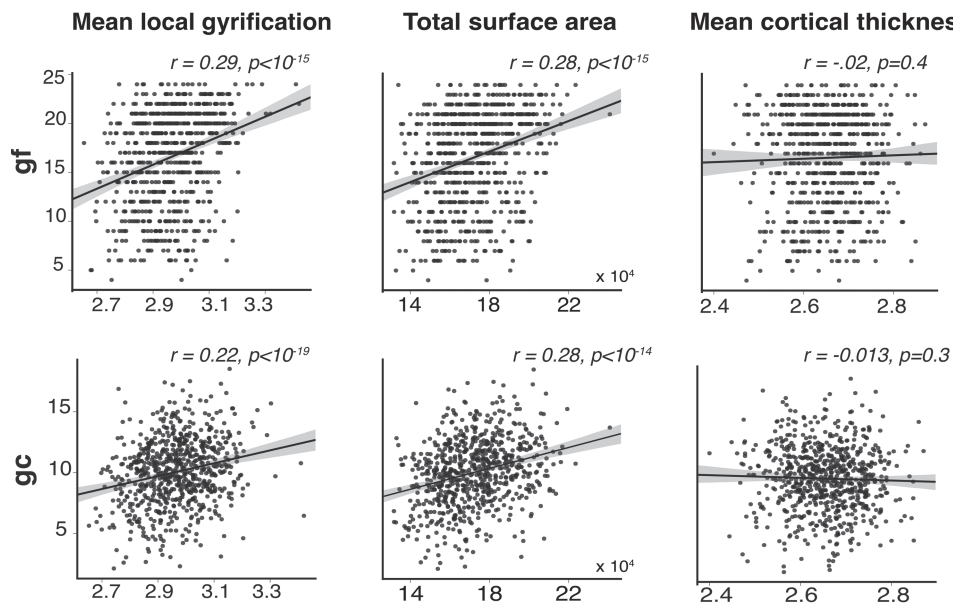 Mean local gyrification
Total surface area
Mean cortical thicknes
r = 0.29, p<10-15
r = 0.28, p<10-15
r = -.02, p=0.4
gf
25
20
15
10
5
2.7 2.9 3.1 3.3
x 10⁴
14 18 22
2.4 2.6 2.8
r = 0.22, p<10-19
r = 0.28, p<10-14
r = -0.013, p=0.3
gc
15
10
5
2.7 2.9 3.1 3.3
x 10⁴
14 18 22
2.4 2.6 2.8